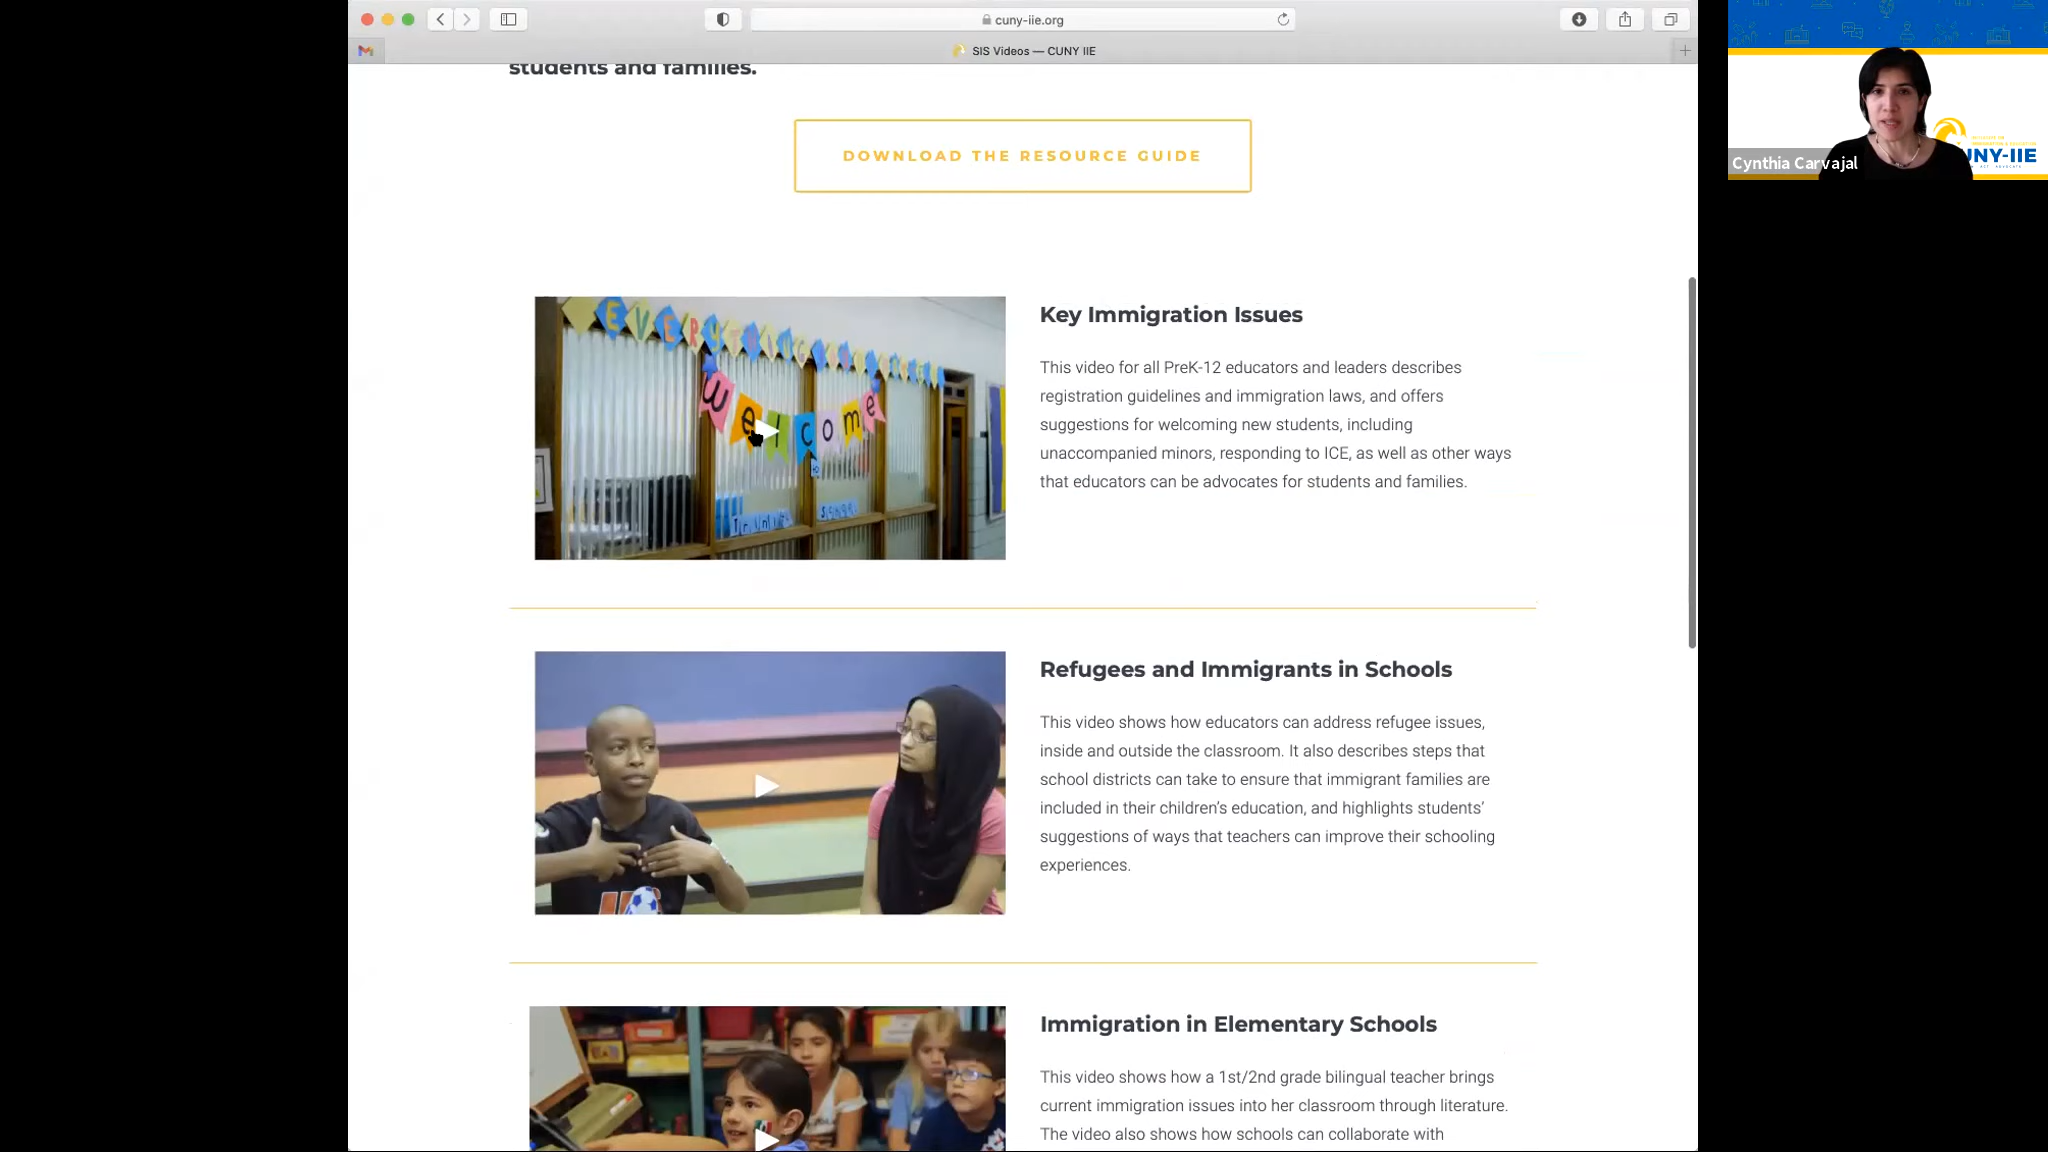 cuny-iie.org
SIS Videos — CUNY IIE
students and families.
DOWNLOAD THE RESOURCE GUIDE
Cynthia Carvajal
UNY-IIE
EVERYTHING
welcome
Key Immigration Issues
This video for all PreK-12 educators and leaders describes
registration guidelines and immigration laws, and offers
suggestions for welcoming new students, including
unaccompanied minors, responding to ICE, as well as other ways
that educators can be advocates for students and families.
Refugees and Immigrants in Schools
This video shows how educators can address refugee issues,
inside and outside the classroom. It also describes steps that
school districts can take to ensure that immigrant families are
included in their children’s education, and highlights students’
suggestions of ways that teachers can improve their schooling
experiences.
Immigration in Elementary Schools
This video shows how a 1st/2nd grade bilingual teacher brings
current immigration issues into her classroom through literature.
The video also shows how schools can collaborate with